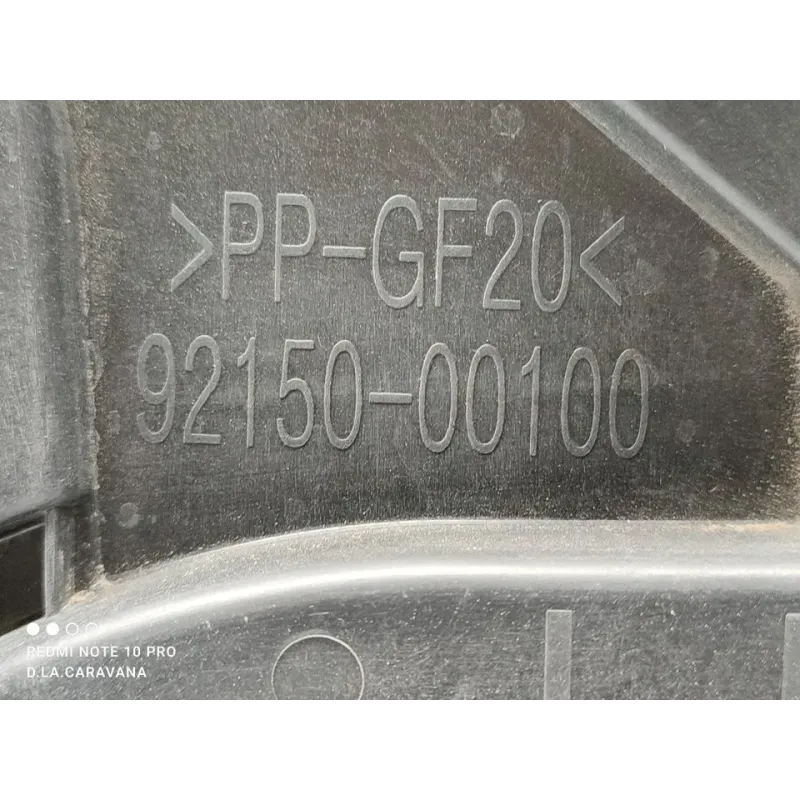 >PP-GF20<
92150-00100
REDMI NOTE 10 PRO
D.LA.CARAVANA